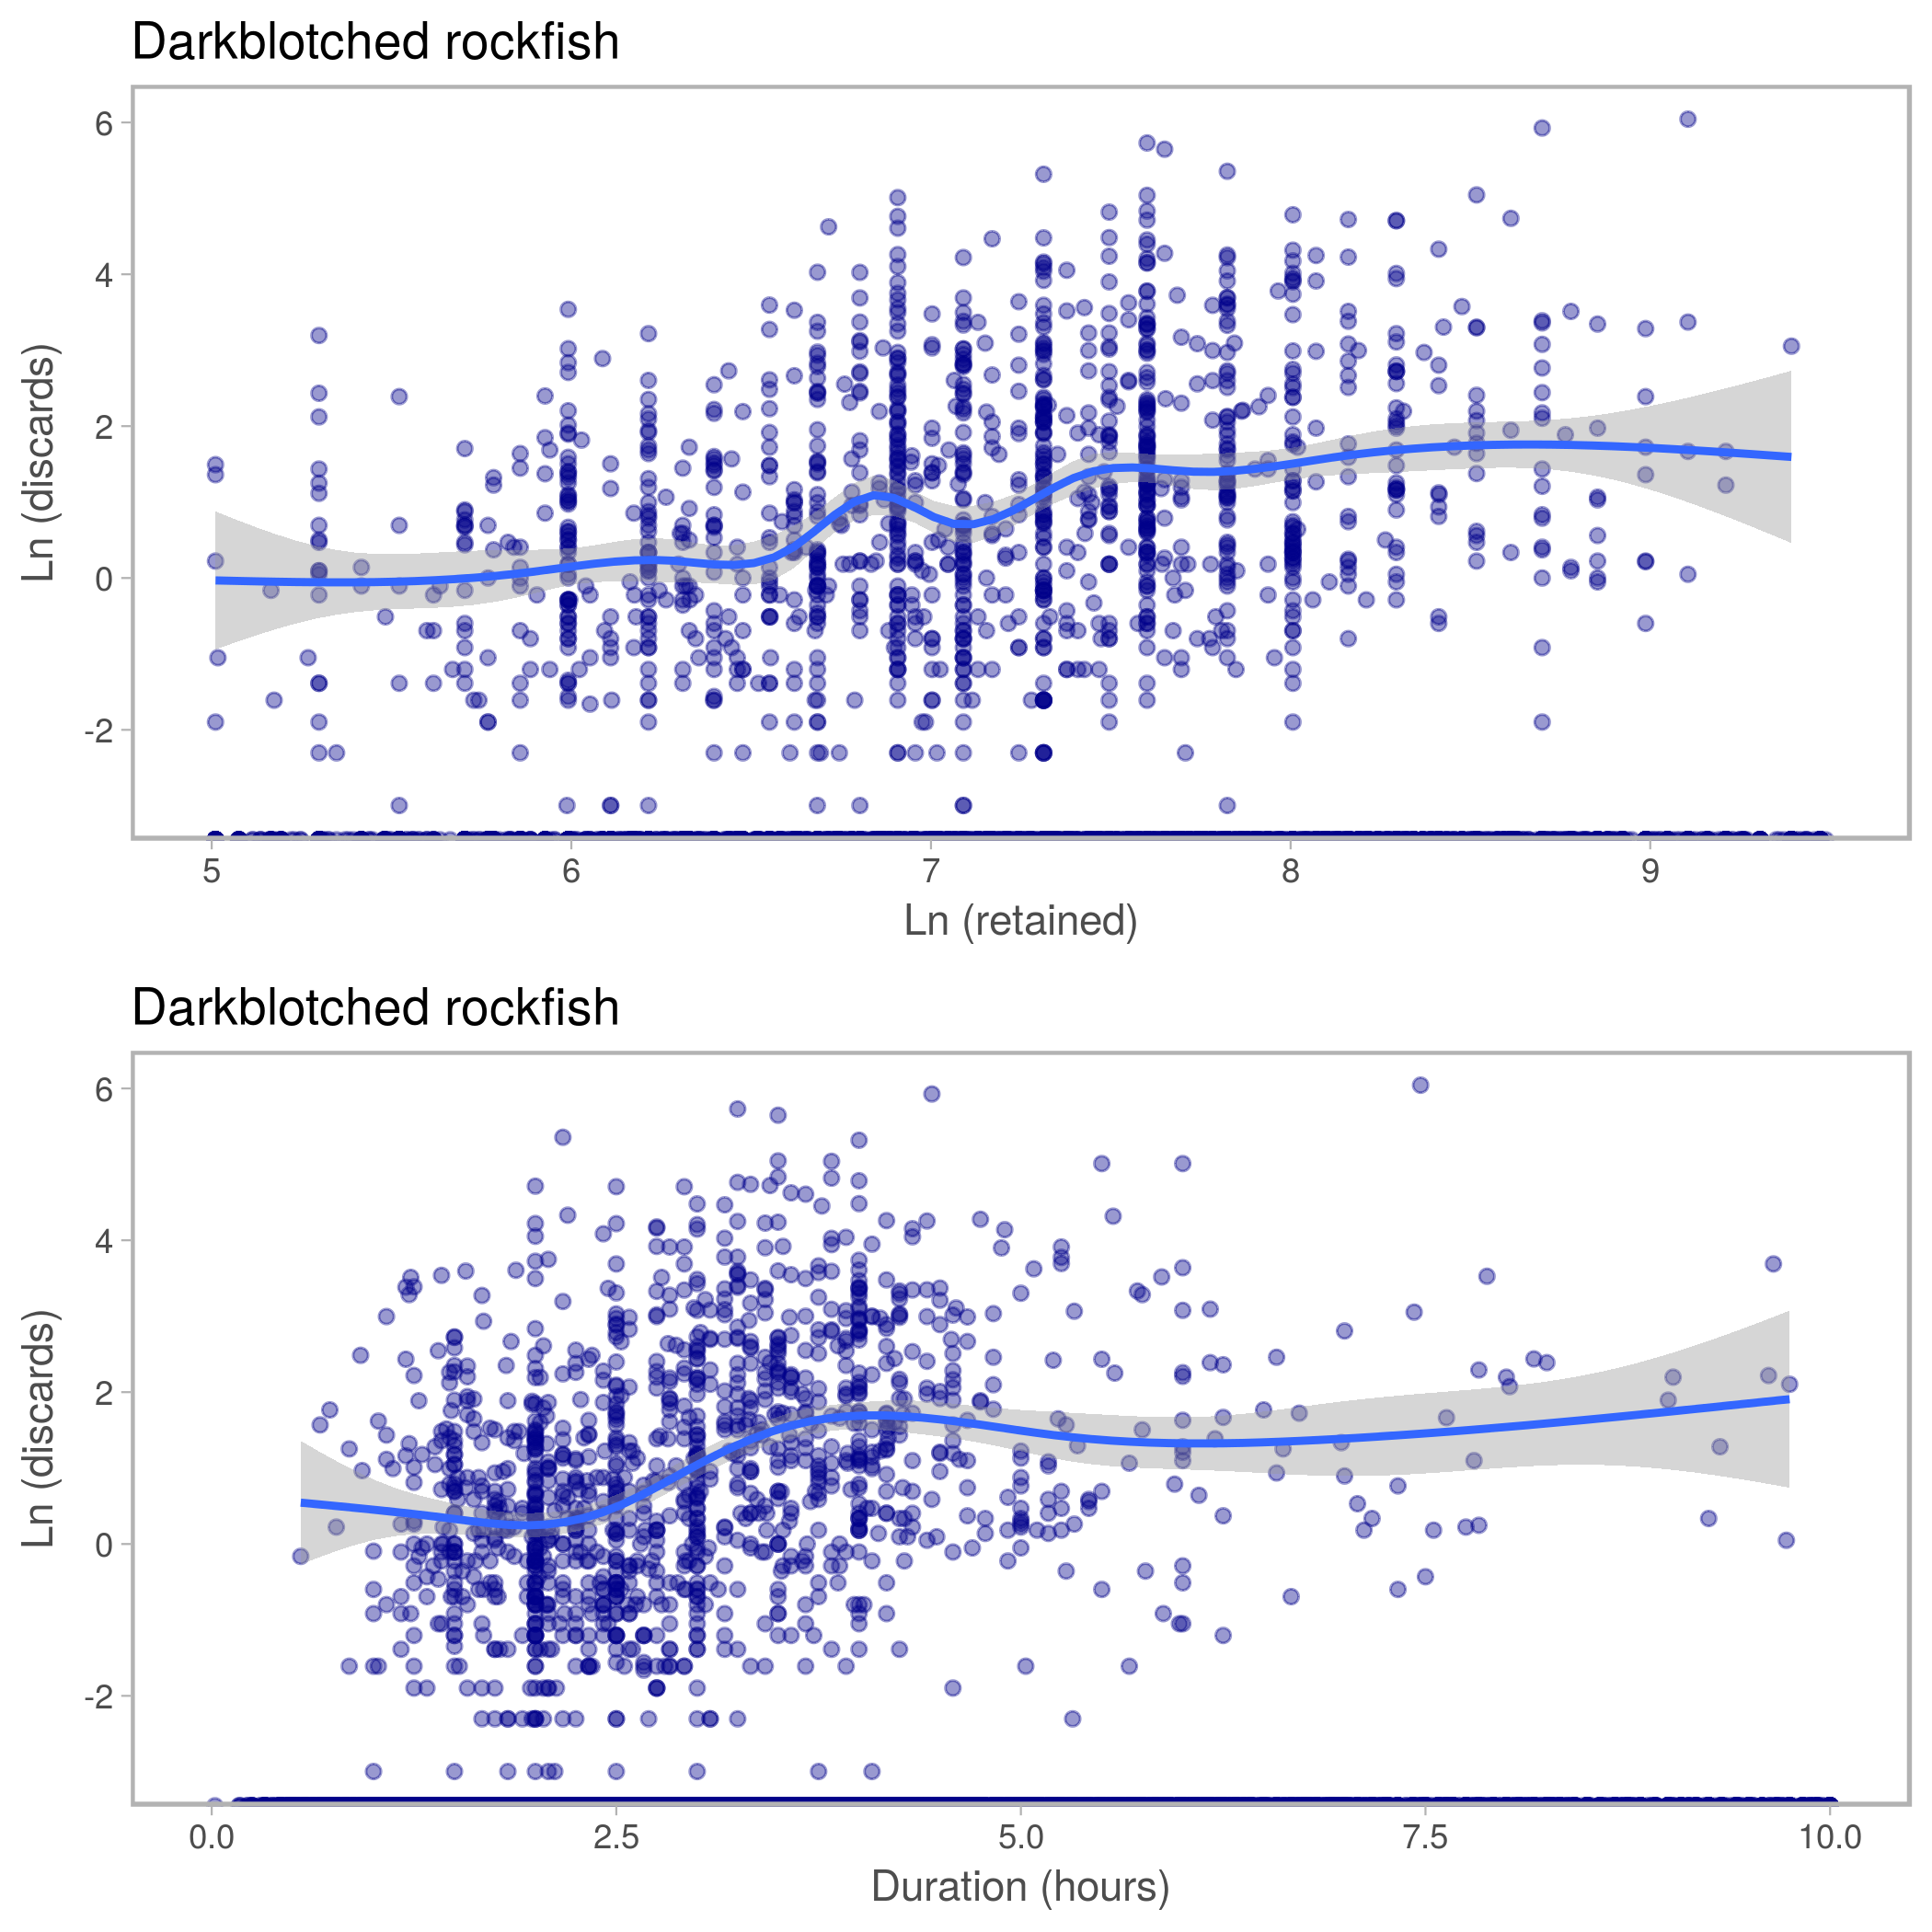 Darkblotched rockfish
6
4
2
0
-2
Ln (discards)
5 6 7 8 9
Ln (retained)
Darkblotched rockfish
6
4
2
0
-2
Ln (discards)
0.0 2.5 5.0 7.5 10.0
Duration (hours)